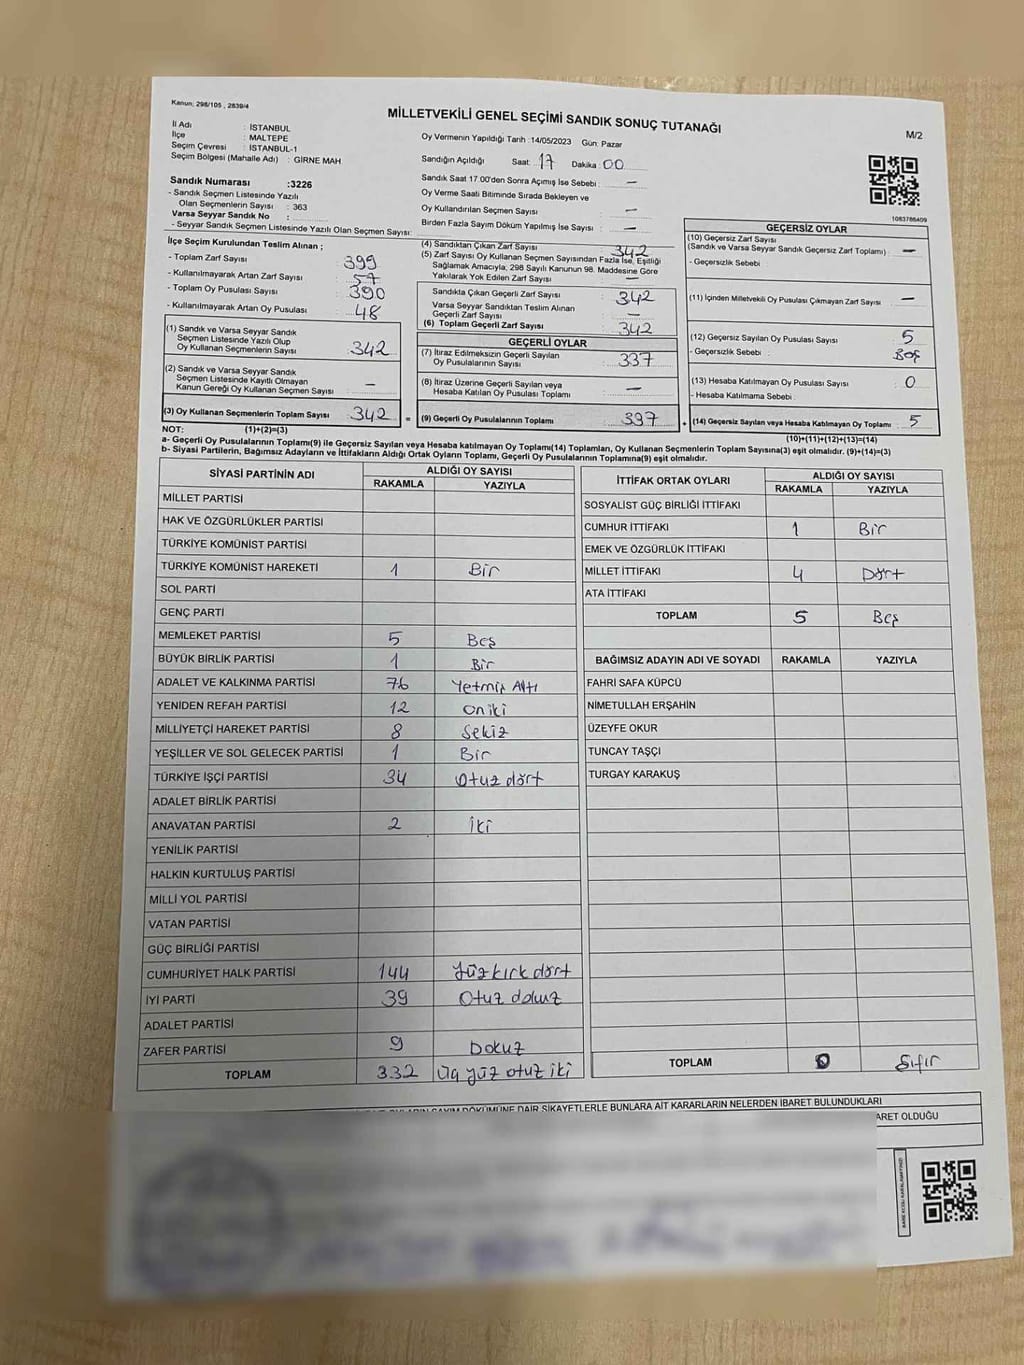 Kanun; 298/105 , 2839/4
MİLLETVEKİLİ GENEL SEÇİMİ SANDIK SONUÇ TUTANAĞI
M/2
İl Adı : İSTANBUL
İlçe : MALTEPE
Seçim Çevresi : İSTANBUL-1
Seçim Bölgesi (Mahalle Adı) : GİRNE MAH
Oy Vermenin Yapıldığı Tarih :14/05/2023 Gün: Pazar
Sandığın Açıldığı Saat: 17 Dakika : 00
Sandık Saat 17.00'den Sonra Açımış İse Sebebi : —
Oy Verme Saati Bitiminde Sırada Bekleyen ve
Oy Kullandırılan Seçmen Sayısı : —
Birden Fazla Sayım Döküm Yapılmış İse Sayısı : —
1083786409
Sandık Numarası :3226
- Sandık Seçmen Listesinde Yazılı
Olan Seçmenlerin Sayısı : 363
Varsa Seyyar Sandık No :
- Seyyar Sandık Seçmen Listesinde Yazılı Olan Seçmen Sayısı:
İlçe Seçim Kurulundan Teslim Alınan ;
- Toplam Zarf Sayısı : 399
- Kullanılmayarak Artan Zarf Sayısı : 57
- Toplam Oy Pusulası Sayısı : 390
- Kullanılmayarak Artan Oy Pusulası : 48
(1) Sandık ve Varsa Seyyar Sandık
Seçmen Listesinde Yazılı Olup
Oy Kullanan Seçmenlerin Sayısı : 342
(2) Sandık ve Varsa Seyyar Sandık
Seçmen Listesinde Kayıtlı Olmayan
Kanun Gereği Oy Kullanan Seçmen Sayısı : —
(3) Oy Kullanan Seçmenlerin Toplam Sayısı : 342 =
(4) Sandıktan Çıkan Zarf Sayısı : 342
(5) Zarf Sayısı Oy Kullanan Seçmen Sayısından Fazla İse, Eşitliği
Sağlamak Amacıyla, 298 Sayılı Kanunun 98. Maddesine Göre
Yakılarak Yok Edilen Zarf Sayısı : —
Sandıkta Çıkan Geçerli Zarf Sayısı : 342
Varsa Seyyar Sandıktan Teslim Alınan
Geçerli Zarf Sayısı : —
(6) Toplam Geçerli Zarf Sayısı : 342
GEÇERLİ OYLAR
(7) İtiraz Edilmeksizin Geçerli Sayılan
Oy Pusulalarının Sayısı : 337
(8) İtiraz Üzerine Geçerli Sayılan veya
Hesaba Katılan Oy Pusulası Toplamı : —
(9) Geçerli Oy Pusulalarının Toplamı : 337 +
GEÇERSİZ OYLAR
(10) Geçersiz Zarf Sayısı
(Sandık ve Varsa Seyyar Sandık Geçersiz Zarf Toplamı) : —
- Geçersizlik Sebebi :
(11) İçinden Milletvekili Oy Pusulası Çıkmayan Zarf Sayısı : —
(12) Geçersiz Sayılan Oy Pusulası Sayısı : 5
- Geçersizlik Sebebi : Boş
(13) Hesaba Katılmayan Oy Pusulası Sayısı : 0
- Hesaba Katılmama Sebebi :
(14) Geçersiz Sayılan veya Hesaba Katılmayan Oy Toplamı : 5
NOT: (1)+(2)=(3) (10)+(11)+(12)+(13)=(14)
a- Geçerli Oy Pusulalarının Toplamı(9) ile Geçersiz Sayılan veya Hesaba katılmayan Oy Toplamı(14) Toplamları, Oy Kullanan Seçmenlerin Toplam Sayısına(3) eşit olmalıdır. (9)+(14)=(3)
b- Siyasi Partilerin, Bağımsız Adayların ve İttifakların Aldığı Ortak Oyların Toplamı, Geçerli Oy Pusulalarının Toplamına(9) eşit olmalıdır.
SİYASİ PARTİNİN ADI ALDIĞI OY SAYISI
RAKAMLA YAZIYLA
MİLLET PARTİSİ
HAK VE ÖZGÜRLÜKLER PARTİSİ
TÜRKİYE KOMÜNİST PARTİSİ
TÜRKİYE KOMÜNİST HAREKETİ 1 Bir
SOL PARTİ
GENÇ PARTİ
MEMLEKET PARTİSİ 5 Beş
BÜYÜK BİRLİK PARTİSİ 1 Bir
ADALET VE KALKINMA PARTİSİ 76 Yetmiş Altı
YENİDEN REFAH PARTİSİ 12 oniki
MİLLİYETÇİ HAREKET PARTİSİ 8 Sekiz
YEŞİLLER VE SOL GELECEK PARTİSİ 1 Bir
TÜRKİYE İŞÇİ PARTİSİ 34 Otuz dört
ADALET BİRLİK PARTİSİ
ANAVATAN PARTİSİ 2 İki
YENİLİK PARTİSİ
HALKIN KURTULUŞ PARTİSİ
MİLLİ YOL PARTİSİ
VATAN PARTİSİ
GÜÇ BİRLİĞİ PARTİSİ
CUMHURİYET HALK PARTİSİ 144 Yüz kırk dört
İYİ PARTİ 39 Otuz dokuz
ADALET PARTİSİ
ZAFER PARTİSİ 9 Dokuz
TOPLAM 332 Üç yüz otuz iki
İTTİFAK ORTAK OYLARI ALDIĞI OY SAYISI
RAKAMLA YAZIYLA
SOSYALİST GÜÇ BİRLİĞİ İTTİFAKI
CUMHUR İTTİFAKI 1 Bir
EMEK VE ÖZGÜRLÜK İTTİFAKI
MİLLET İTTİFAKI 4 Dört
ATA İTTİFAKI
TOPLAM 5 Beş
BAĞIMSIZ ADAYIN ADI VE SOYADI RAKAMLA YAZIYLA
FAHRİ SAFA KÜPCÜ
NİMETULLAH ERŞAHİN
ÜZEYFE OKUR
TUNCAY TAŞÇI
TURGAY KARAKUŞ
TOPLAM 0 Sıfır
SAYIM DÖKÜMÜNE DAİR ŞİKAYETLERLE BUNLARA AİT KARARLARIN NELERDEN İBARET BULUNDUKLARI
ARET OLDUĞU